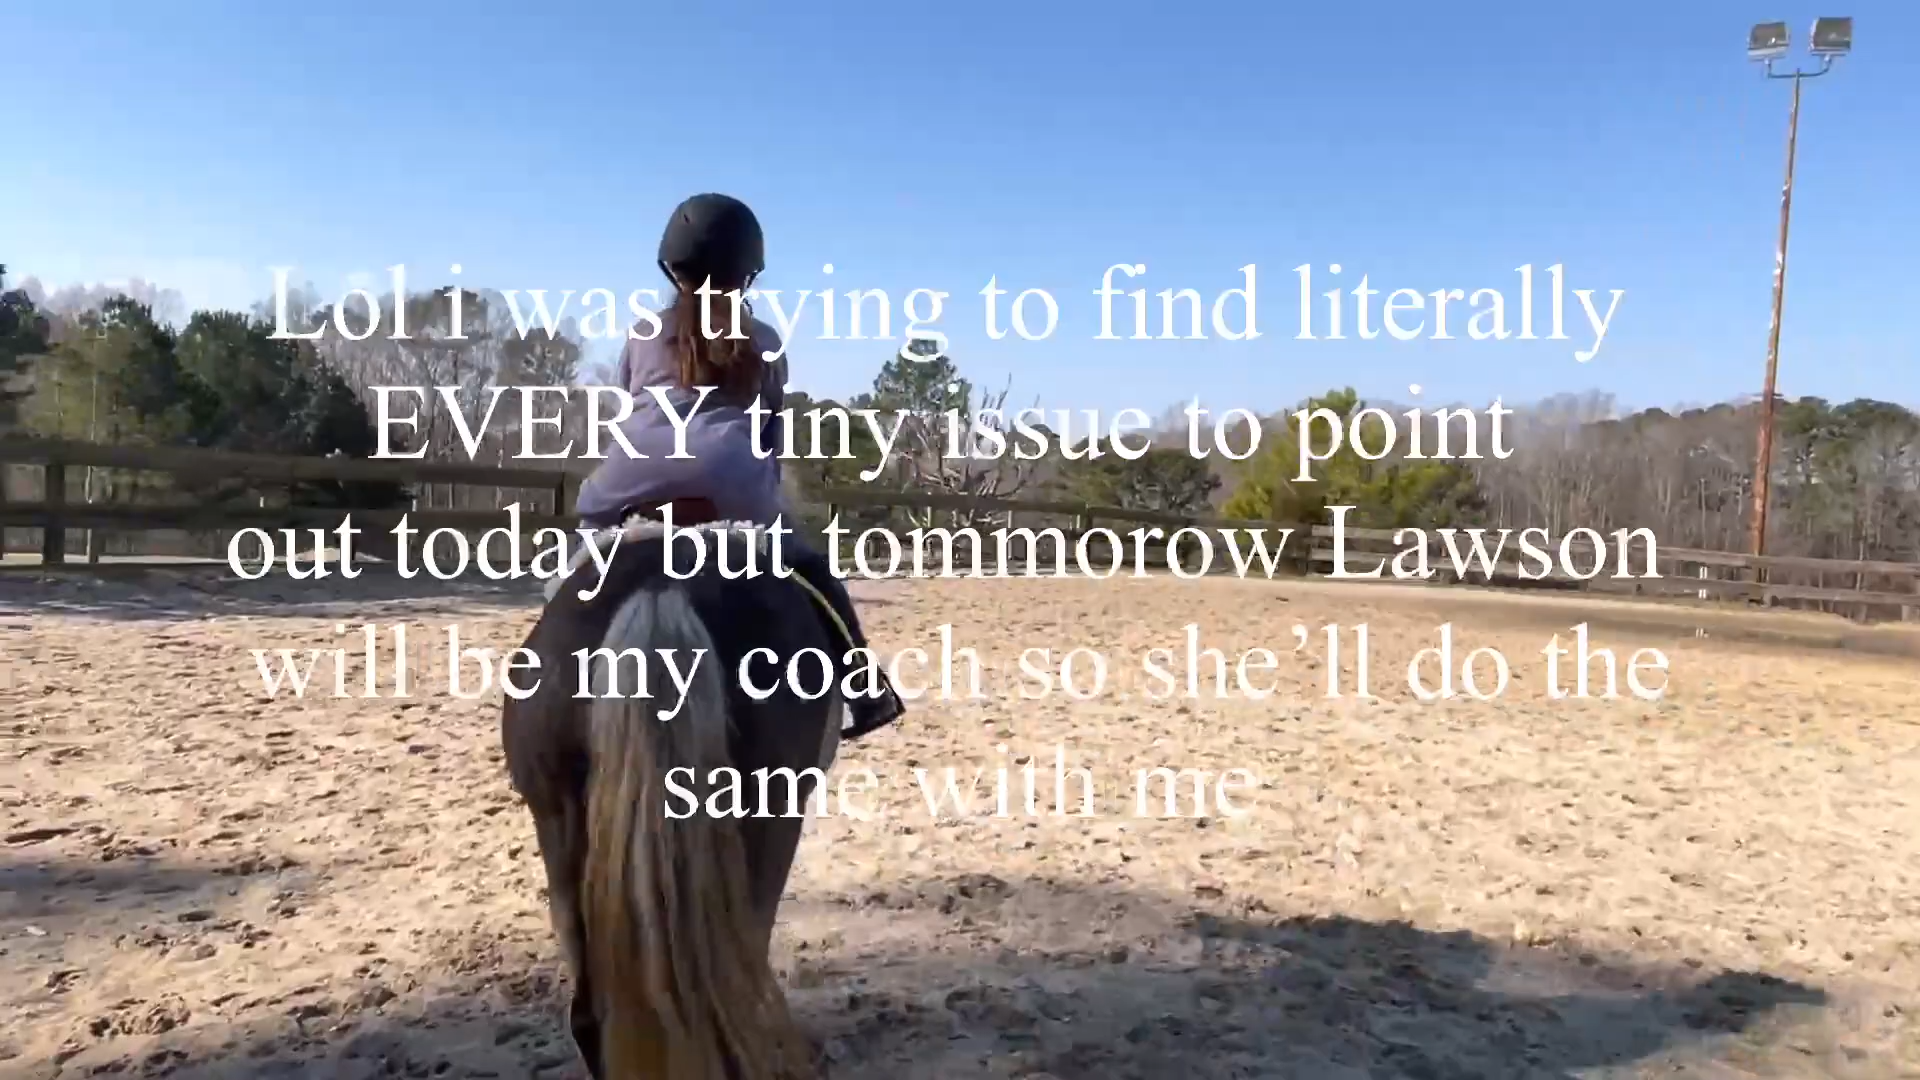 Lol i was trying to find literally
EVERY tiny issue to point
out today but tommorow Lawson
will be my coach so she’ll do the
same with me